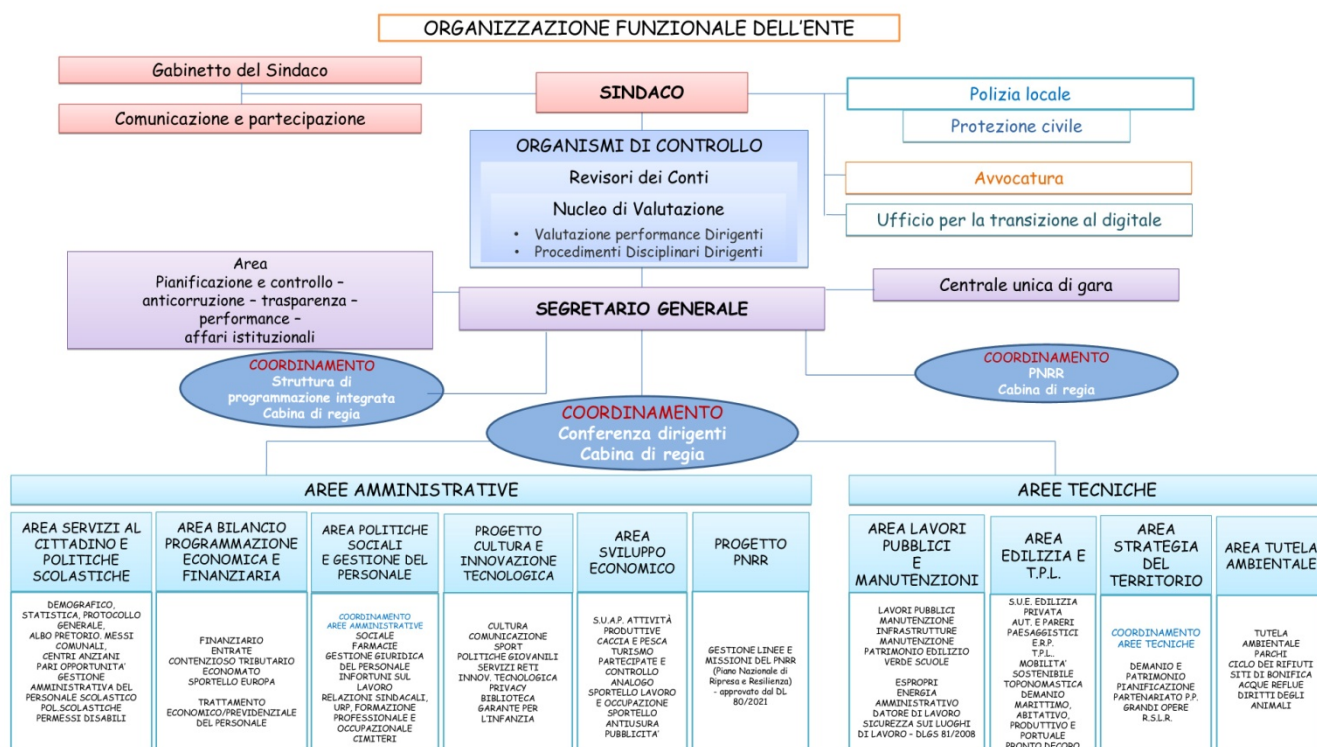 ORGANIZZAZIONE FUNZIONALE DELL'ENTE
Gabinetto del Sindaco
Comunicazione e partecipazione
SINDACO
Polizia locale
Protezione civile
Avvocatura
Ufficio per la transizione al digitale
ORGANISMI DI CONTROLLO
Revisori dei Conti
Nucleo di Valutazione
• Valutazione performance Dirigenti
• Procedimenti Disciplinari Dirigenti
Area
Pianificazione e controllo –
anticorruzione – trasparenza –
performance –
affari istituzionali
SEGRETARIO GENERALE
Centrale unica di gara
COORDINAMENTO
Struttura di
programmazione integrata
Cabina di regia
COORDINAMENTO
PNRR
Cabina di regia
COORDINAMENTO
Conferenza dirigenti
Cabina di regia
AREE AMMINISTRATIVE
AREA SERVIZI AL
CITTADINO E
POLITICHE
SCOLASTICHE
DEMOGRAFICO,
STATISTICA, PROTOCOLLO
GENERALE,
ALBO PRETORIO. MESSI
COMUNALI,
CENTRI ANZIANI
PARI OPPORTUNITA'
GESTIONE
AMMINISTRATIVA DEL
PERSONALE SCOLASTICO
POL.SCOLASTICHE
PERMESSI DISABILI
AREA BILANCIO
PROGRAMMAZIONE
ECONOMICA E
FINANZIARIA
FINANZIARIO
ENTRATE
CONTENZIOSO TRIBUTARIO
ECONOMATO
SPORTELLO EUROPA
TRATTAMENTO
ECONOMICO/PREVIDENZIALE
DEL PERSONALE
AREA POLITICHE
SOCIALI
E GESTIONE DEL
PERSONALE
COORDINAMENTO
AREE AMMINISTRATIVE
SOCIALE
FARMACIE
GESTIONE GIURIDICA
DEL PERSONALE
INFORTUNI SUL
LAVORO
RELAZIONI SINDACALI,
URP, FORMAZIONE
PROFESSIONALE E
OCCUPAZIONALE
CIMITERI
PROGETTO
CULTURA E
INNOVAZIONE
TECNOLOGICA
CULTURA
COMUNICAZIONE
SPORT
POLITICHE GIOVANILI
SERVIZI RETI
INNOV. TECNOLOGICA
PRIVACY
BIBLIOTECA
GARANTE PER
L'INFANZIA
AREA
SVILUPPO
ECONOMICO
S.U.A.P. ATTIVITÀ
PRODUTTIVE
CACCIA E PESCA
TURISMO
PARTECIPATE E
CONTROLLO
ANALOGO
SPORTELLO LAVORO
E OCCUPAZIONE
SPORTELLO
ANTIUSURA
PUBBLICITA'
PROGETTO
PNRR
GESTIONE LINEE E
MISSIONI DEL PNRR
(Piano Nazionale di
Ripresa e Resilienza)
- approvato dal DL
80/2021
AREE TECNICHE
AREA LAVORI
PUBBLICI
E
MANUTENZIONI
LAVORI PUBBLICI
MANUTENZIONE
INFRASTRUTTURE
MANUTENZIONE
PATRIMONIO EDILIZIO
VERDE SCUOLE
ESPROPRI
ENERGIA
AMMINISTRATIVO
DATORE DI LAVORO
SICUREZZA SUI LUOGHI
DI LAVORO – DLGS 81/2008
AREA
EDILIZIA E
T.P.L.
S.U.E. EDILIZIA
PRIVATA
AUT. E PARERI
PAESAGGISTICI
E.R.P.
T.P.L..
MOBILITA'
SOSTENIBILE
TOPONOMASTICA
DEMANIO
MARITTIMO,
ABITATIVO,
PRODUTTIVO E
PORTUALE
PRONTO DECORO
AREA
STRATEGIA
DEL
TERRITORIO
COORDINAMENTO
AREE TECNICHE
DEMANIO E
PATRIMONIO
PIANIFICAZIONE
PARTENARIATO P.P.
GRANDI OPERE
R.S.L.R.
AREA TUTELA
AMBIENTALE
TUTELA
AMBIENTALE
PARCHI
CICLO DEI RIFIUTI
SITI DI BONIFICA
ACQUE REFLUE
DIRITTI DEGLI
ANIMALI